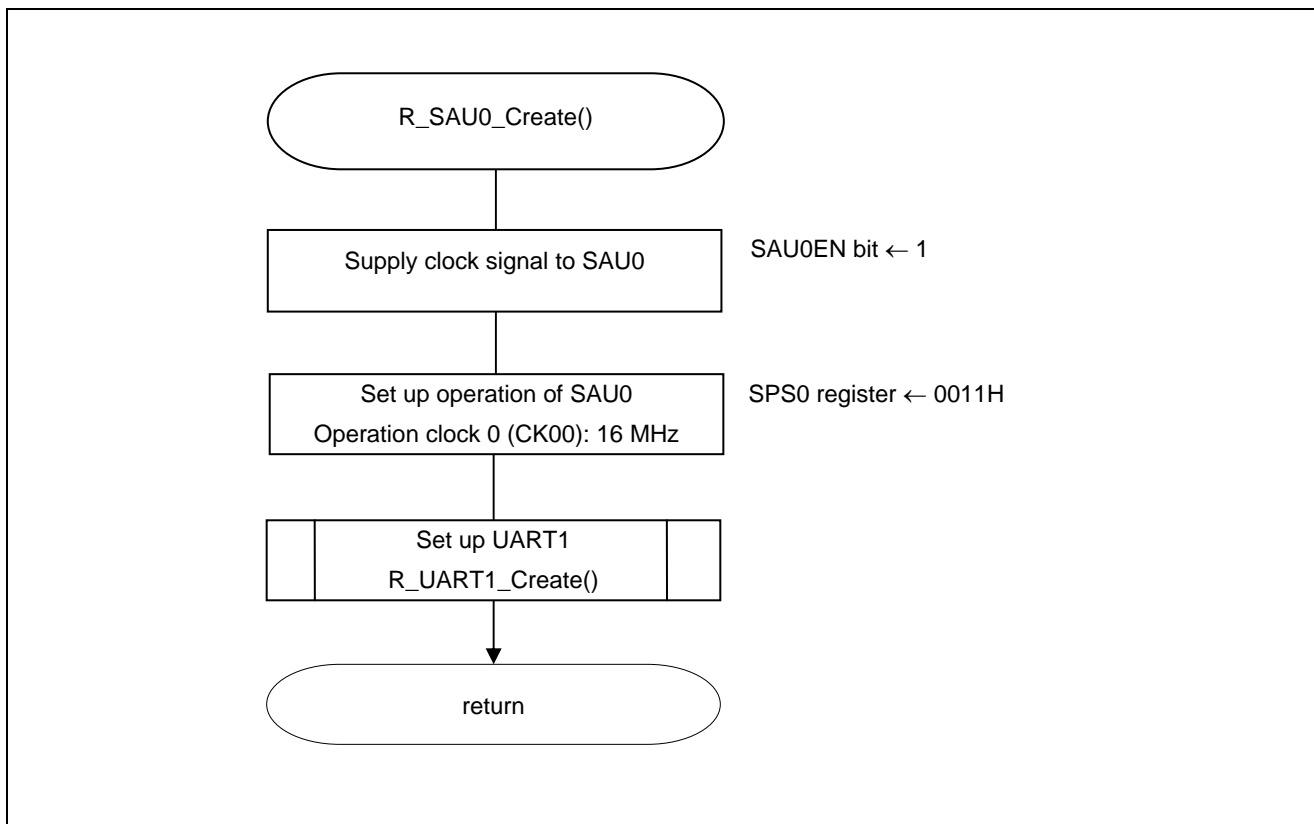 R_SAU0_Create()
Supply clock signal to SAU0
SAU0EN bit ← 1
Set up operation of SAU0
Operation clock 0 (CK00): 16 MHz
SPS0 register ← 0011H
Set up UART1
R_UART1_Create()
return